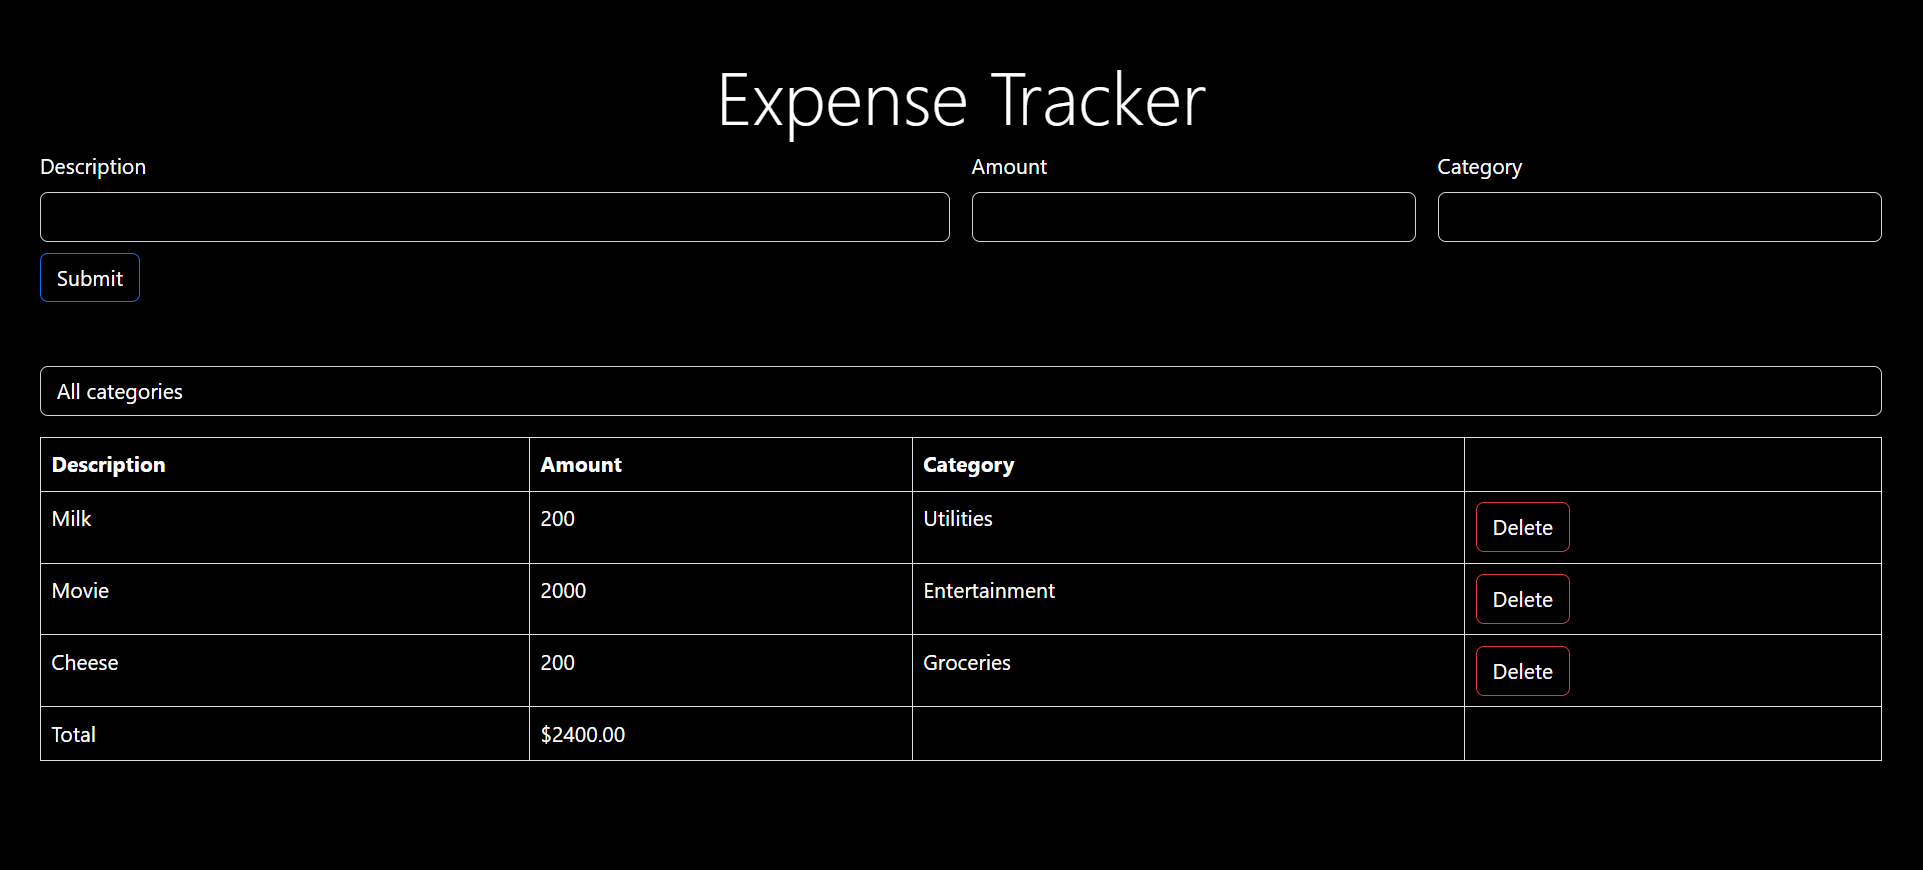 Expense Tracker
Description Amount Category
Submit
All categories
Description Amount Category
Milk 200 Utilities Delete
Movie 2000 Entertainment Delete
Cheese 200 Groceries Delete
Total $2400.00